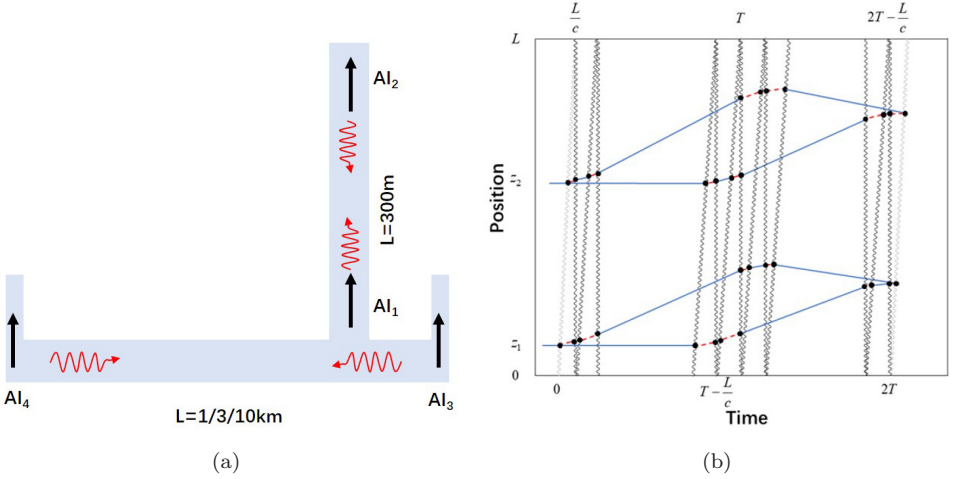 AI2
L=300m
AI1
AI4
AI3
L=1/3/10km
(a)
L/c
T
2T − L/c
L
Position
z2
z1
0
0
T − L/c
2T
Time
(b)